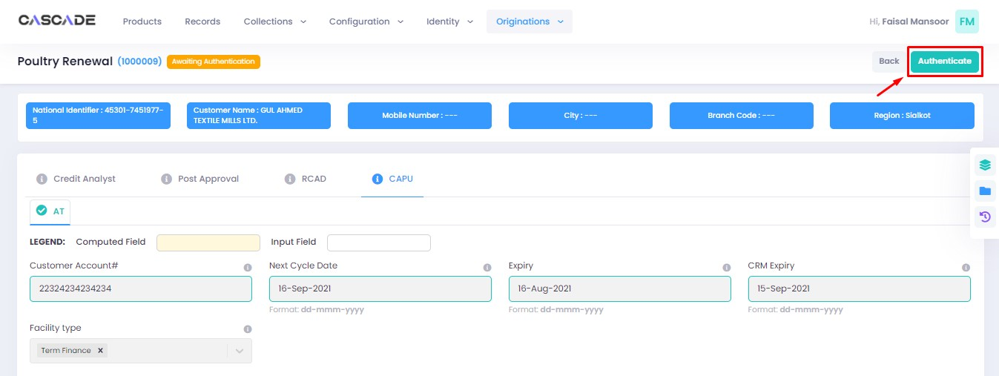 CASCADE
Products Records Collections Configuration Identity Originations
Hi, Faisal Mansoor FM
Poultry Renewal (1000009) Awaiting Authentication
Back Authenticate
National Identifier : 45301-7451977-
5
Customer Name : GUL AHMED
TEXTILE MILLS LTD.
Mobile Number : ---
City : ---
Branch Code : ---
Region : Sialkot
Credit Analyst Post Approval RCAD CAPU
AT
LEGEND: Computed Field Input Field
Customer Account# Next Cycle Date Expiry CRM Expiry
22324234234234 16-Sep-2021 16-Aug-2021 15-Sep-2021
Format: dd-mmm-yyyy Format: dd-mmm-yyyy Format: dd-mmm-yyyy
Facility type
Term Finance